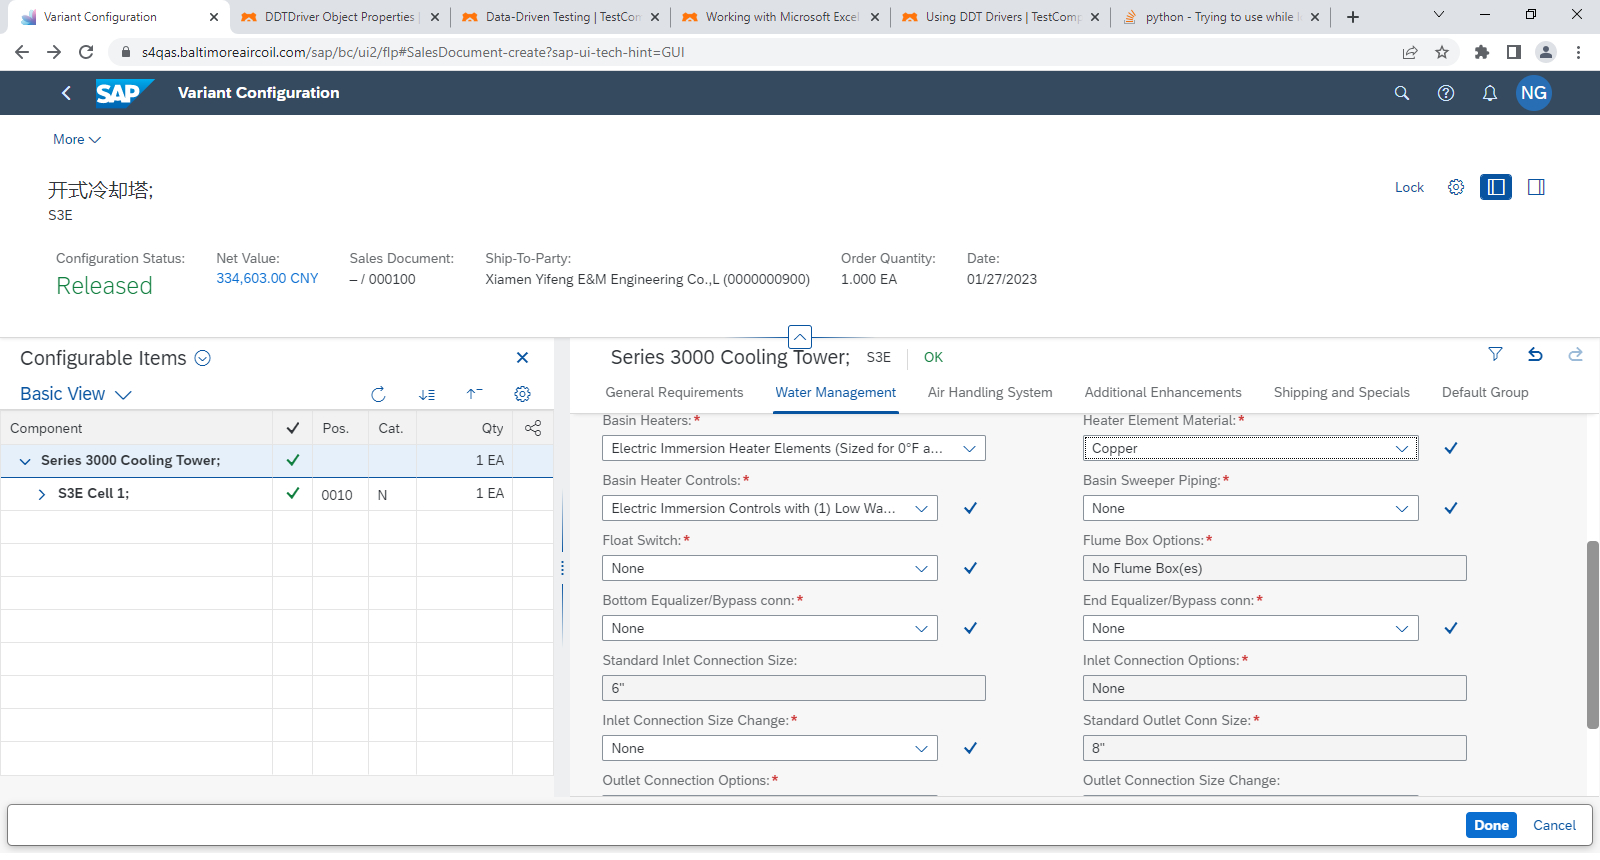 Variant Configuration
DDTDriver Object Properties
Data-Driven Testing | TestCom
Working with Microsoft Excel
Using DDT Drivers | TestComp
python - Trying to use while l
s4qas.baltimoreaircoil.com/sap/bc/ui2/flp#SalesDocument-create?sap-ui-tech-hint=GUI
SAP
Variant Configuration
NG
More
开式冷却塔;
S3E
Lock
Configuration Status:
Released
Net Value:
334,603.00 CNY
Sales Document:
– / 000100
Ship-To-Party:
Xiamen Yifeng E&M Engineering Co.,L (0000000900)
Order Quantity:
1.000 EA
Date:
01/27/2023
Configurable Items
Basic View
Component Pos. Cat. Qty
Series 3000 Cooling Tower; 1 EA
S3E Cell 1; 0010 N 1 EA
Series 3000 Cooling Tower; S3E OK
General Requirements Water Management Air Handling System Additional Enhancements Shipping and Specials Default Group
Basin Heaters:*
Electric Immersion Heater Elements (Sized for 0°F a...
Heater Element Material:*
Copper
Basin Heater Controls:*
Electric Immersion Controls with (1) Low Wa...
Basin Sweeper Piping:*
None
Float Switch:*
None
Flume Box Options:*
No Flume Box(es)
Bottom Equalizer/Bypass conn:*
None
End Equalizer/Bypass conn:*
None
Standard Inlet Connection Size:
6"
Inlet Connection Options:*
None
Inlet Connection Size Change:*
None
Standard Outlet Conn Size:*
8"
Outlet Connection Options:*
Outlet Connection Size Change:
Done Cancel